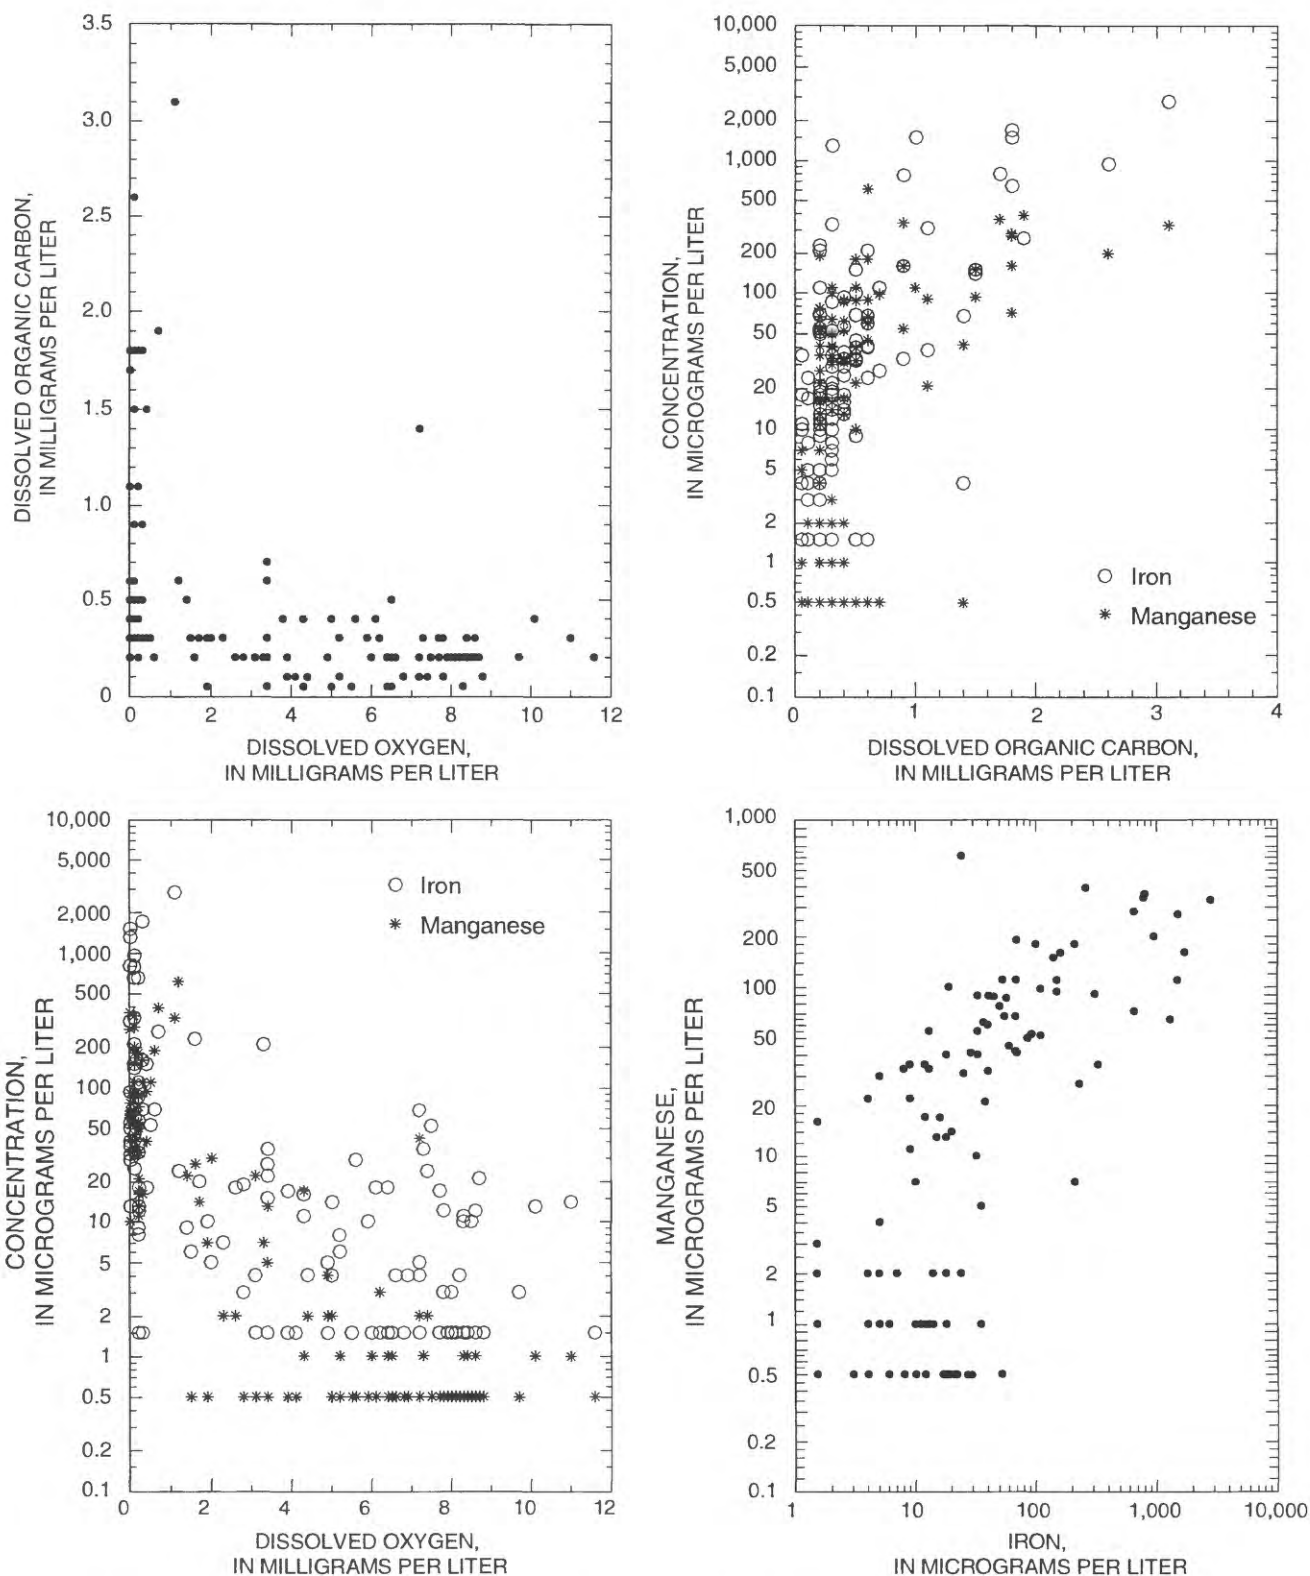 3.5
3.0
2.5
2.0
1.5
1.0
0.5
0
DISSOLVED ORGANIC CARBON,
IN MILLIGRAMS PER LITER
0 2 4 6 8 10 12
DISSOLVED OXYGEN,
IN MILLIGRAMS PER LITER
10,000
5,000
2,000
1,000
500
200
100
50
20
10
5
2
1
0.5
0.2
0.1
CONCENTRATION,
IN MICROGRAMS PER LITER
Iron
Manganese
0 1 2 3 4
DISSOLVED ORGANIC CARBON,
IN MILLIGRAMS PER LITER
10,000
5,000
2,000
1,000
500
200
100
50
20
10
5
2
1
0.5
0.2
0.1
CONCENTRATION,
IN MICROGRAMS PER LITER
Iron
Manganese
0 2 4 6 8 10 12
DISSOLVED OXYGEN,
IN MILLIGRAMS PER LITER
1,000
500
200
100
50
20
10
5
2
1
0.5
0.2
0.1
MANGANESE,
IN MICROGRAMS PER LITER
1 10 100 1,000 10,000
IRON,
IN MICROGRAMS PER LITER